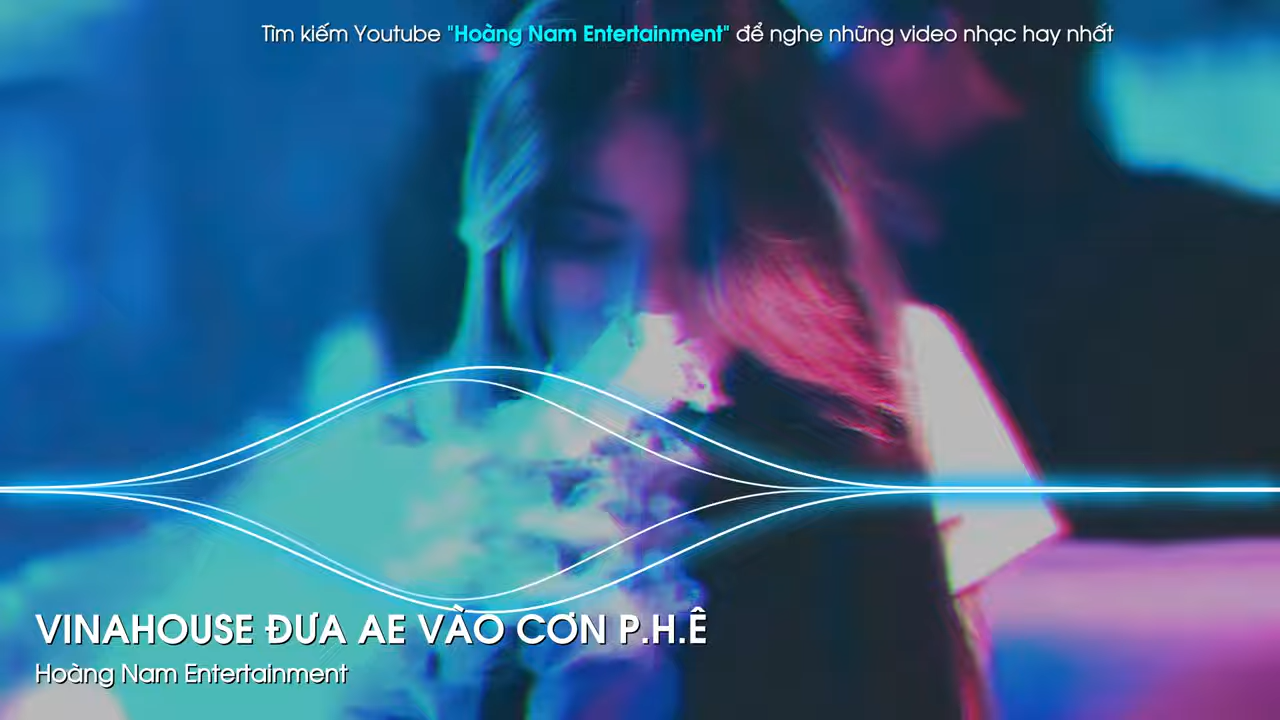 Tìm kiếm Youtube "Hoàng Nam Entertainment" để nghe những video nhạc hay nhất
VINAHOUSE ĐƯA AE VÀO CƠN P.H.Ê
Hoàng Nam Entertainment